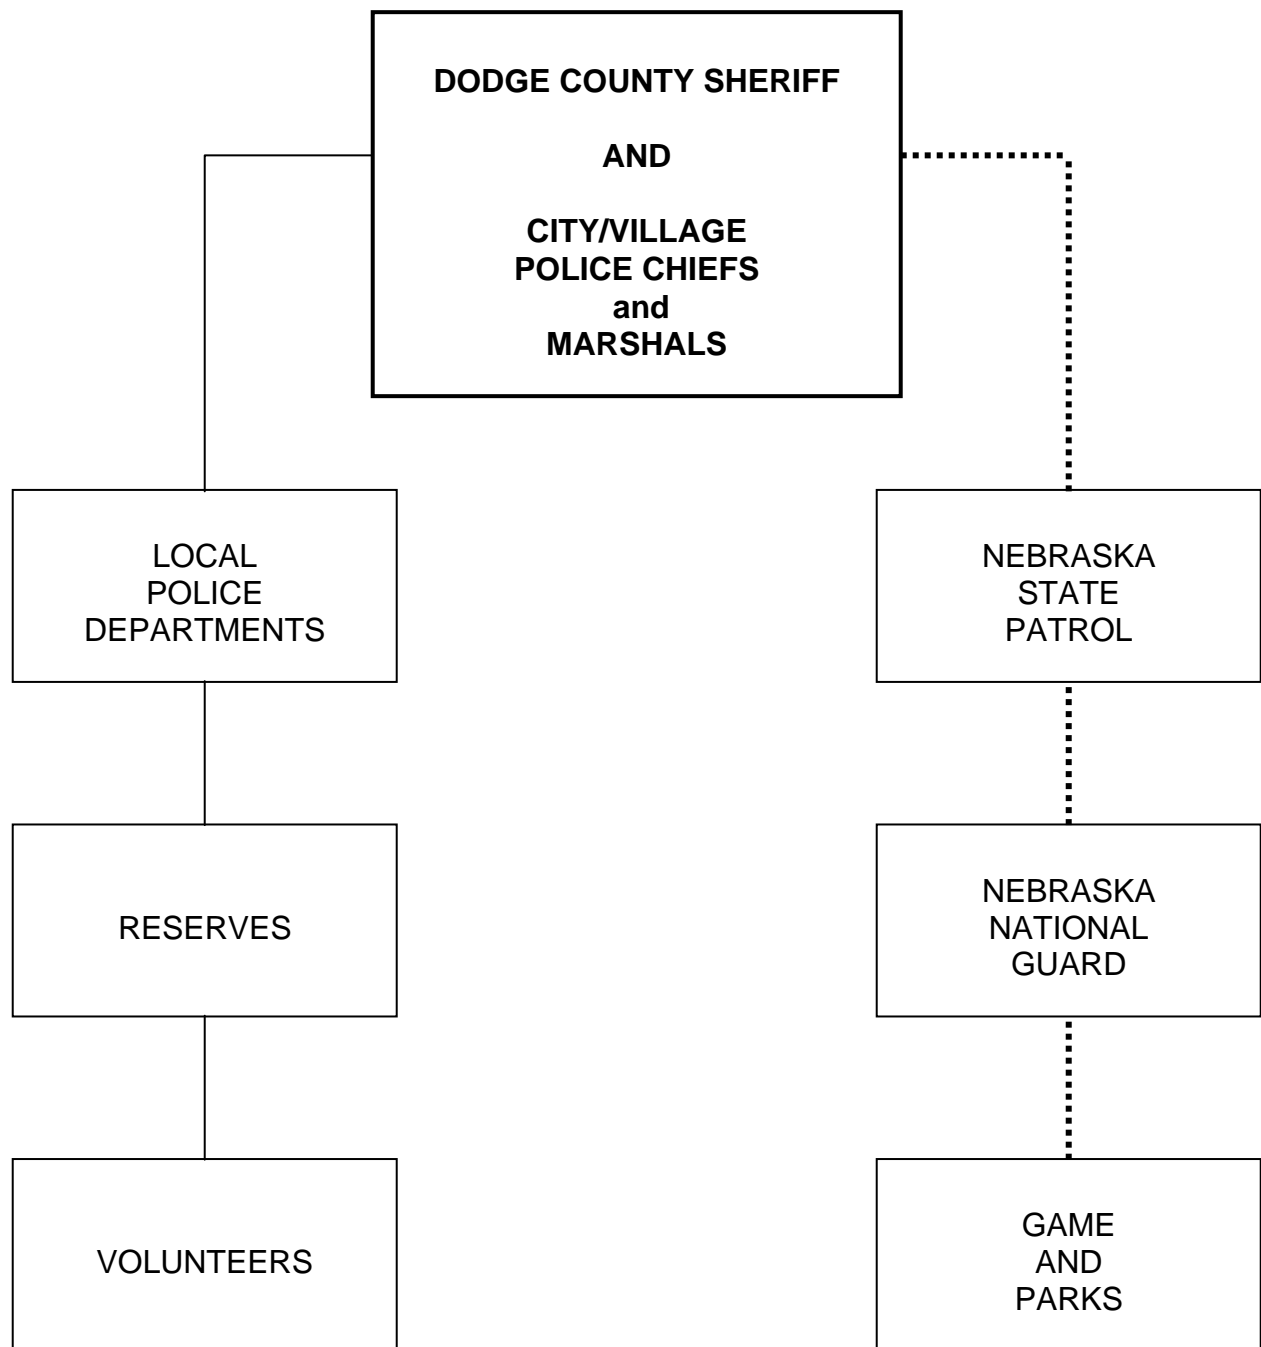 DODGE COUNTY SHERIFF
AND
CITY/VILLAGE
POLICE CHIEFS
and
MARSHALS
LOCAL
POLICE
DEPARTMENTS
NEBRASKA
STATE
PATROL
RESERVES
NEBRASKA
NATIONAL
GUARD
VOLUNTEERS
GAME
AND
PARKS